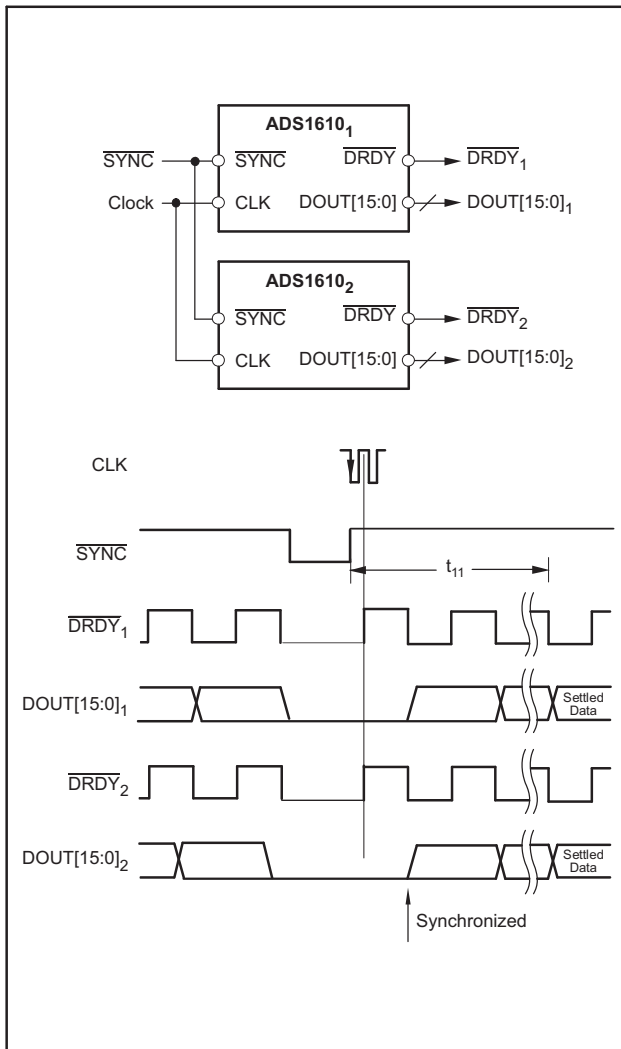 ADS1610₁
SYNC SYNC DRDY DRDY₁
Clock CLK DOUT[15:0] DOUT[15:0]₁
ADS1610₂
SYNC DRDY DRDY₂
CLK DOUT[15:0] DOUT[15:0]₂
CLK
SYNC
t₁₁
DRDY₁
DOUT[15:0]₁
Settled
Data
DRDY₂
DOUT[15:0]₂
Settled
Data
Synchronized